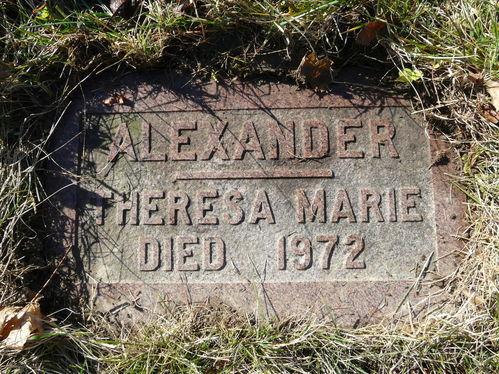 ALEXANDER
THERESA MARIE
DIED 1972